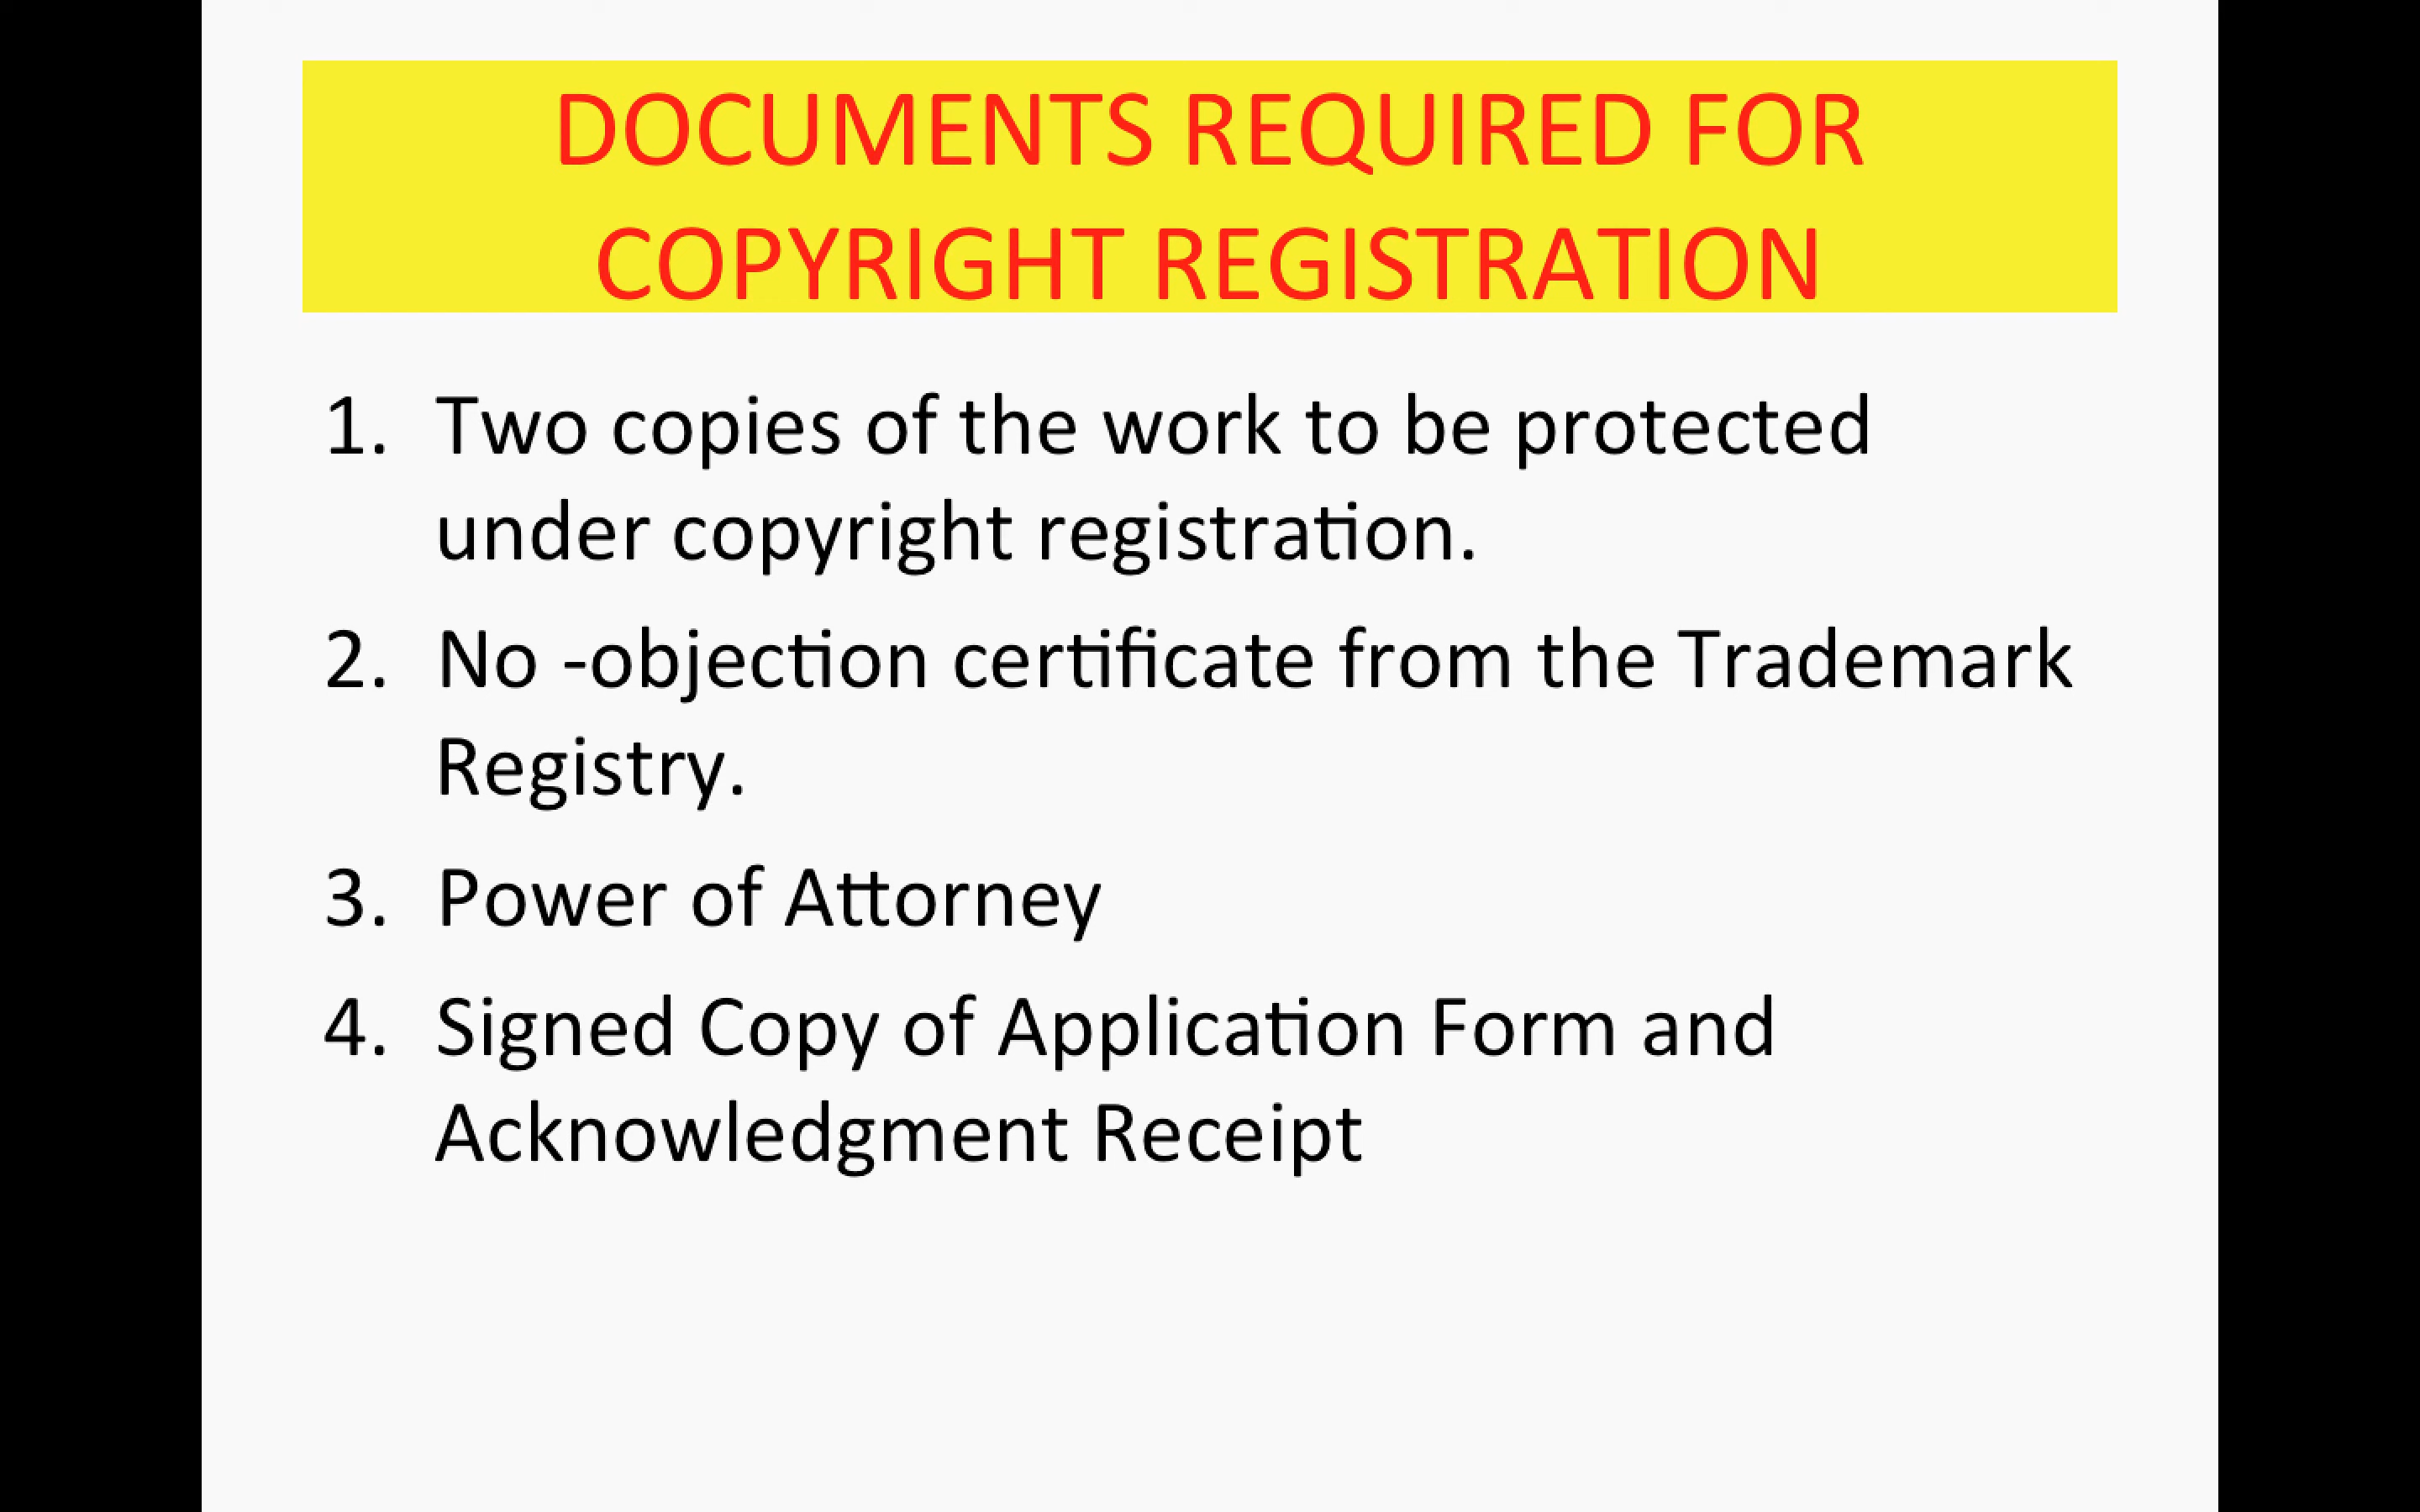 DOCUMENTS REQUIRED FOR
COPYRIGHT REGISTRATION
1. Two copies of the work to be protected
under copyright registration.
2. No -objection certificate from the Trademark
Registry.
3. Power of Attorney
4. Signed Copy of Application Form and
Acknowledgment Receipt